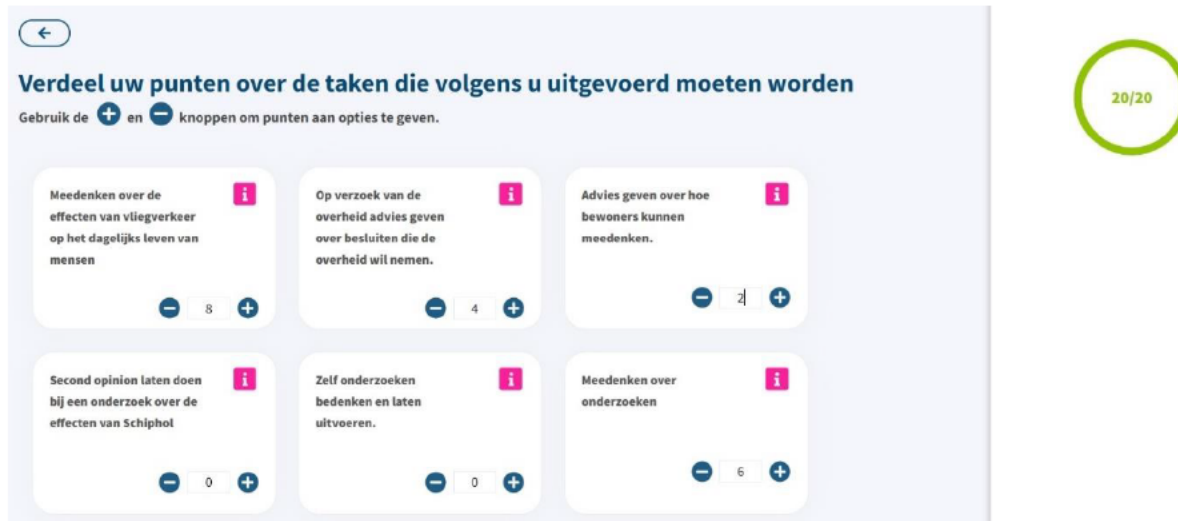 Verdeel uw punten over de taken die volgens u uitgevoerd moeten worden
Gebruik de + en − knoppen om punten aan opties te geven.
20/20
Meedenken over de
effecten van vliegverkeer
op het dagelijks leven van
mensen
− 8 +
Op verzoek van de
overheid advies geven
over besluiten die de
overheid wil nemen.
− 4 +
Advies geven over hoe
bewoners kunnen
meedenken.
− 2 +
Second opinion laten doen
bij een onderzoek over de
effecten van Schiphol
− 0 +
Zelf onderzoeken
bedenken en laten
uitvoeren.
− 0 +
Meedenken over
onderzoeken
− 6 +